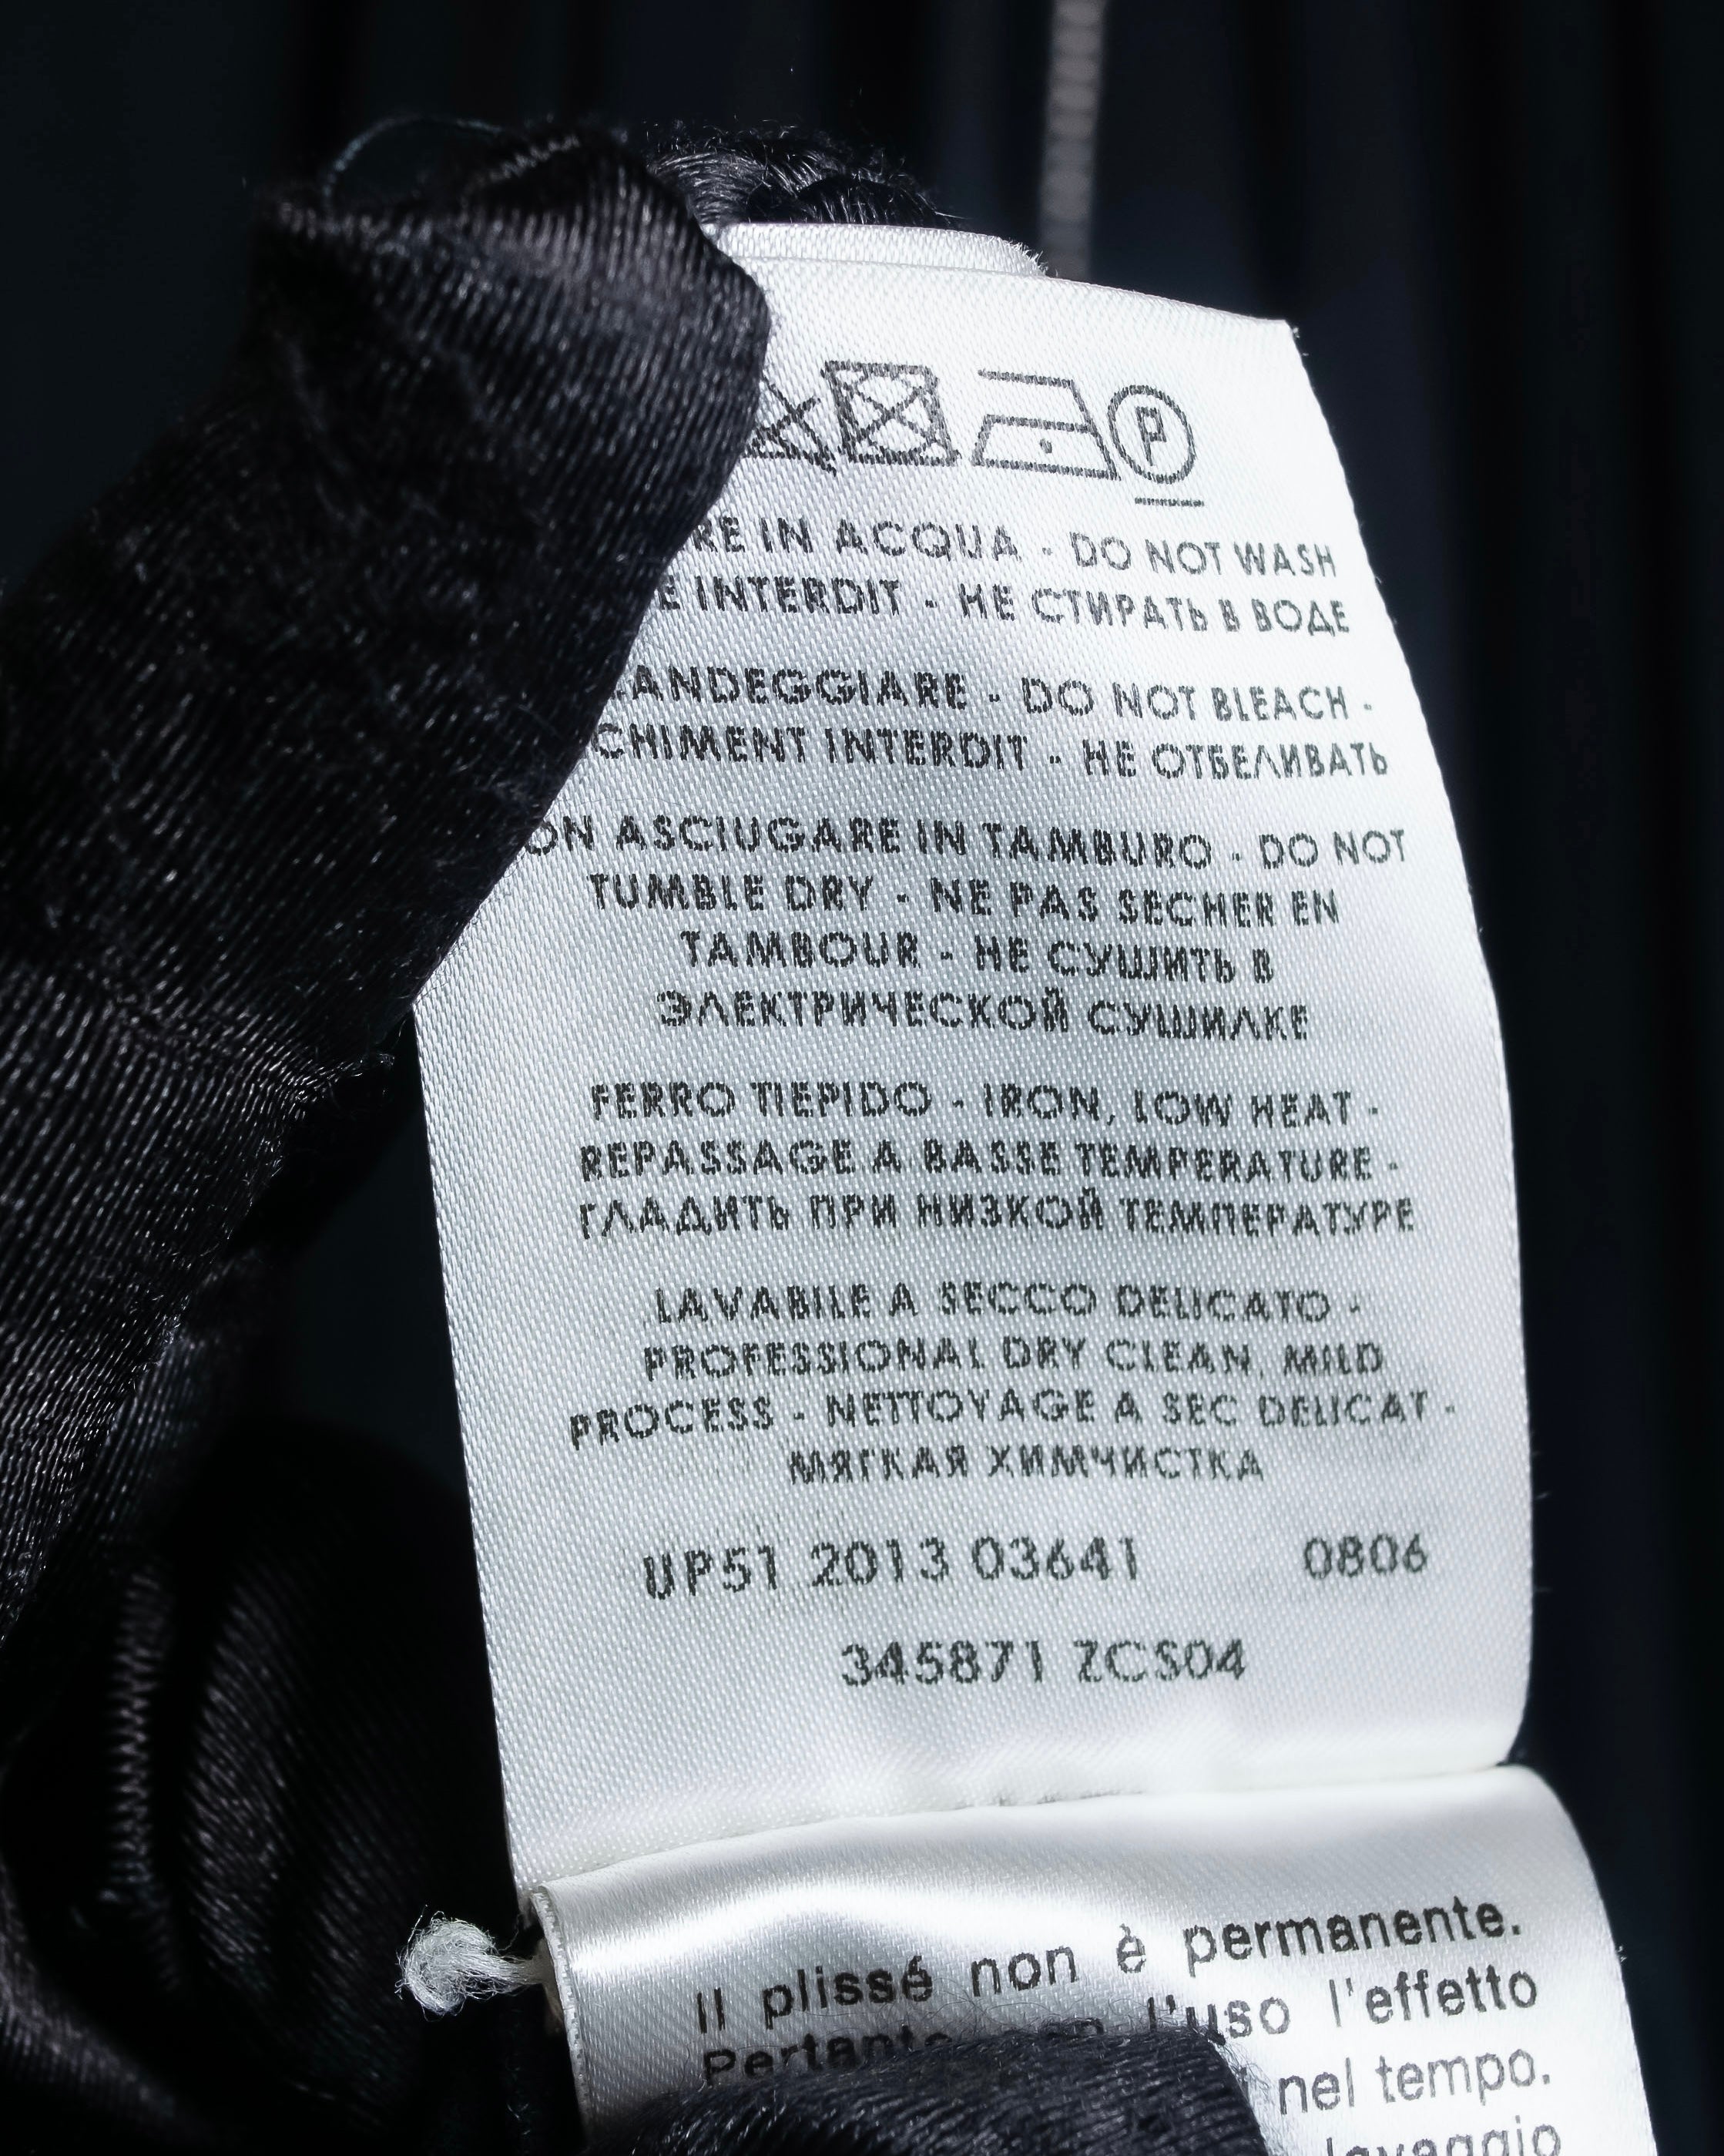 P
RE IN ACQUA - DO NOT WASH
E INTERDIT - НЕ СТИРАТЬ В ВОДЕ
ANDEGGIARE - DO NOT BLEACH -
CHIMENT INTERDIT - НЕ ОТБЕЛИВАТЬ
ON ASCIUGARE IN TAMBURO - DO NOT
TUMBLE DRY - NE PAS SECHER EN
TAMBOUR - НЕ СУШИТЬ В
ЭЛЕКТРИЧЕСКОЙ СУШИЛКЕ
FERRO TIEPIDO - IRON, LOW HEAT -
REPASSAGE A BASSE TEMPERATURE -
ГЛАДИТЬ ПРИ НИЗКОЙ ТЕМПЕРАТУРЕ
LAVABILE A SECCO DELICATO -
PROFESSIONAL DRY CLEAN, MILD
PROCESS - NETTOYAGE A SEC DELICAT -
МЯГКАЯ ХИМЧИСТКА
UP51 2013 03641 0806
345871 ZCS04
Il plissé non è permanente.
Pertanto l'uso l'effetto
nel tempo.
lavaggio